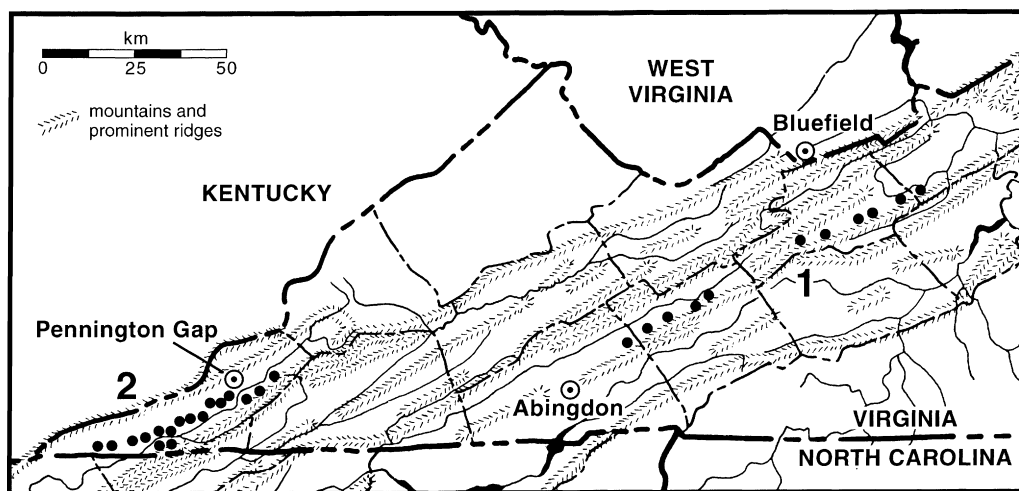 km
0 25 50
mountains and
prominent ridges
WEST
VIRGINIA
Bluefield
KENTUCKY
1
Pennington Gap
2
Abingdon
VIRGINIA
NORTH CAROLINA